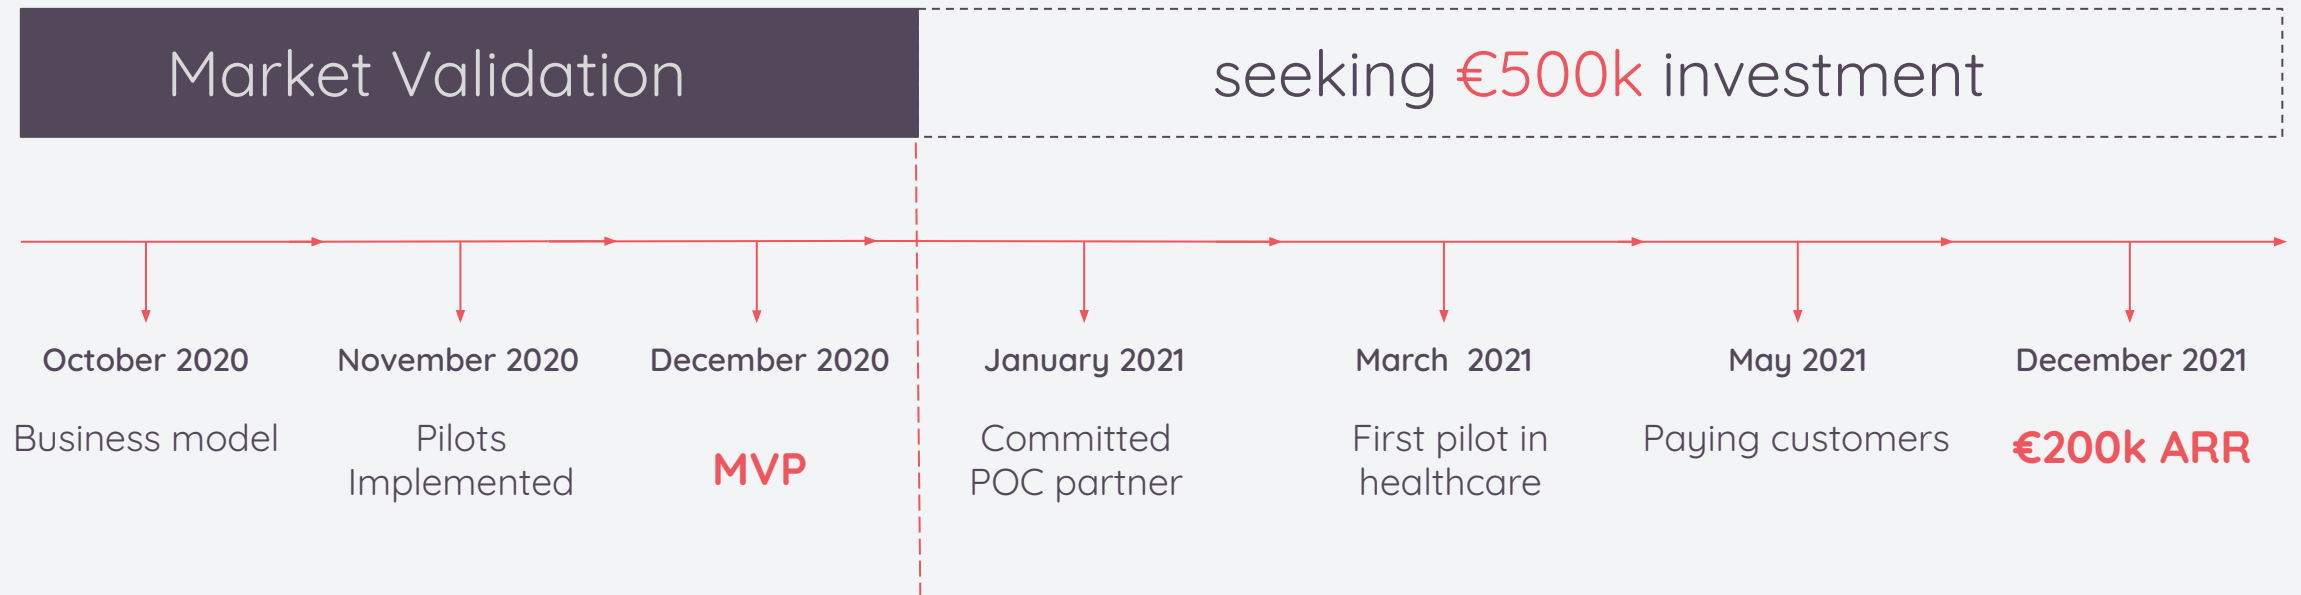 Market Validation
seeking €500k investment
October 2020
Business model
November 2020
Pilots
Implemented
December 2020
MVP
January 2021
Committed
POC partner
March 2021
First pilot in
healthcare
May 2021
Paying customers
December 2021
€200k ARR